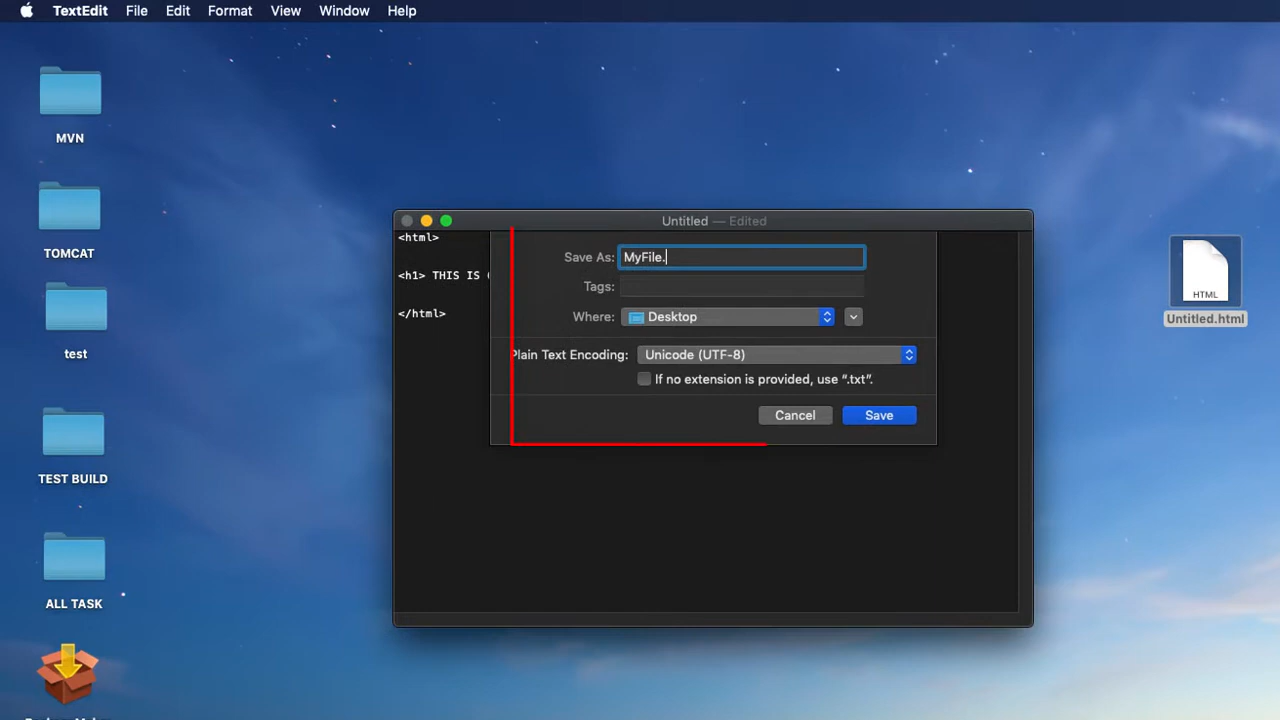 TextEdit File Edit Format View Window Help
MVN
TOMCAT
test
TEST BUILD
ALL TASK
Untitled — Edited
<html>
<h1> THIS IS
</html>
Save As: MyFile.
Tags:
Where: Desktop
Plain Text Encoding: Unicode (UTF-8)
If no extension is provided, use “.txt”.
Cancel Save
HTML
Untitled.html